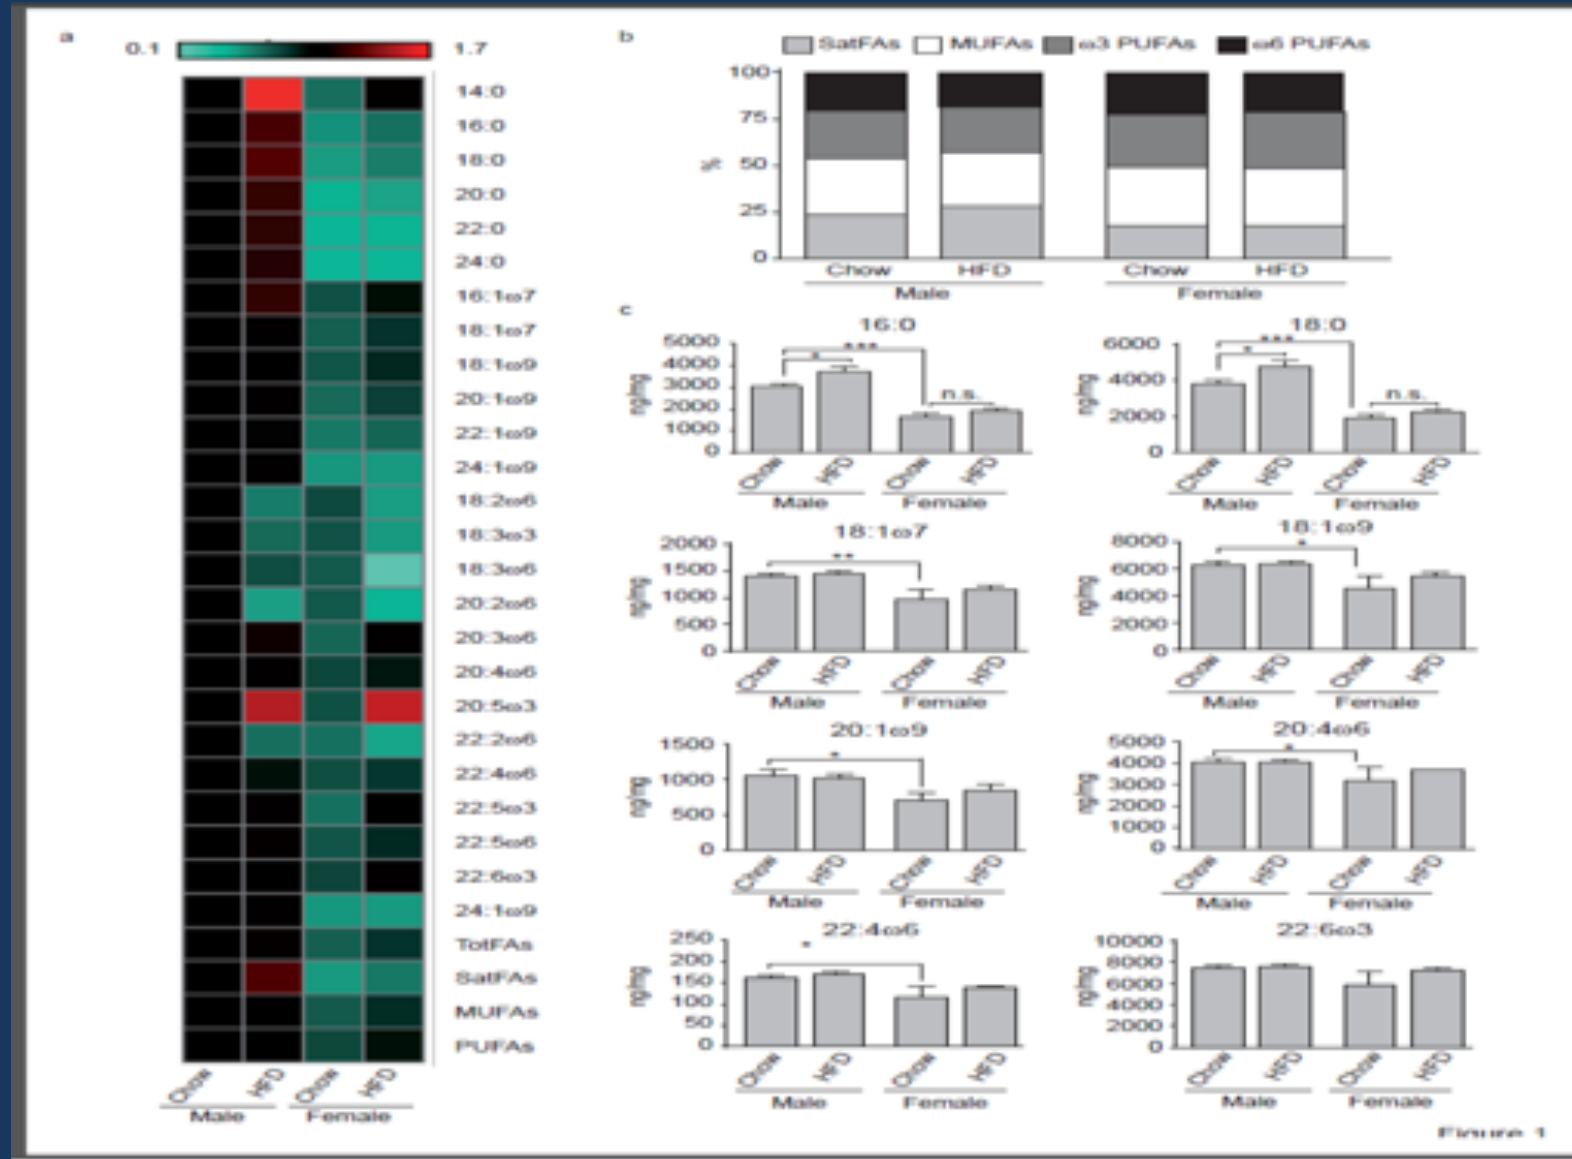 a
0.1 1.7
14:0
16:0
18:0
20:0
22:0
24:0
16:1ω7
18:1ω7
18:1ω9
20:1ω9
22:1ω9
24:1ω9
18:2ω6
18:3ω3
18:3ω6
20:2ω6
20:3ω6
20:4ω6
20:5ω3
22:2ω6
22:4ω6
22:5ω3
22:5ω6
22:6ω3
24:1ω9
TotFAs
SatFAs
MUFAs
PUFAs
Chow HFD Chow HFD
Male Female
b
SatFAs MUFAs ω3 PUFAs ω6 PUFAs
100
75
50
25
0
%
Chow HFD Chow HFD
Male Female
c
16:0
5000
4000
3000
2000
1000
0
ng/mg
***
*
n.s.
Chow HFD Chow HFD
Male Female
18:0
6000
4000
2000
0
ng/mg
***
*
n.s.
Chow HFD Chow HFD
Male Female
18:1ω7
2000
1500
1000
500
0
ng/mg
**
Chow HFD Chow HFD
Male Female
18:1ω9
8000
6000
4000
2000
0
ng/mg
*
Chow HFD Chow HFD
Male Female
20:1ω9
1500
1000
500
0
ng/mg
*
Chow HFD Chow HFD
Male Female
20:4ω6
5000
4000
3000
2000
1000
0
ng/mg
*
Chow HFD Chow HFD
Male Female
22:4ω6
250
200
150
100
50
0
ng/mg
*
Chow HFD Chow HFD
Male Female
22:6ω3
10000
8000
6000
4000
2000
0
ng/mg
Chow HFD Chow HFD
Male Female
Figure 1